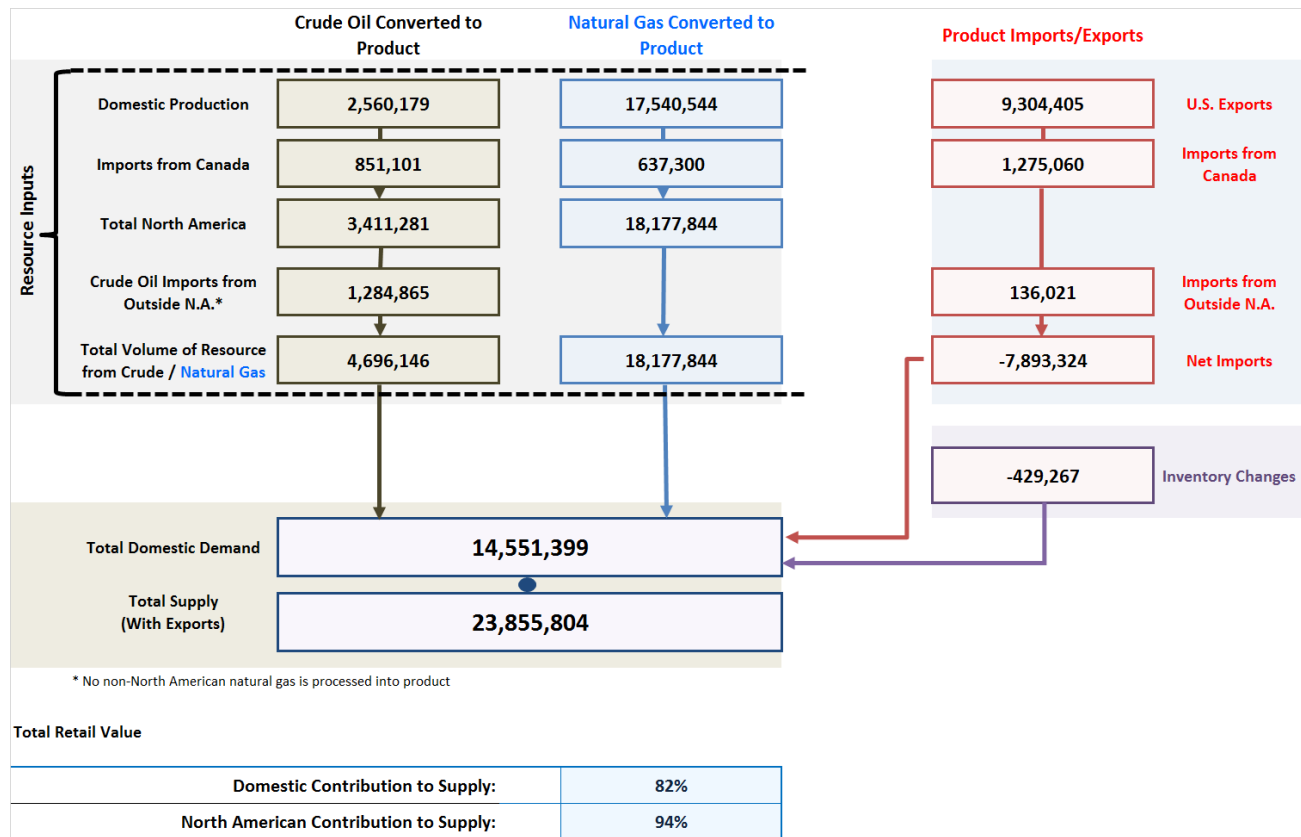 Crude Oil Converted to
Product
Natural Gas Converted to
Product
Product Imports/Exports
Resource Inputs
Domestic Production
2,560,179
17,540,544
9,304,405
U.S. Exports
Imports from Canada
851,101
637,300
1,275,060
Imports from
Canada
Total North America
3,411,281
18,177,844
Crude Oil Imports from
Outside N.A.*
1,284,865
136,021
Imports from
Outside N.A.
Total Volume of Resource
from Crude / Natural Gas
4,696,146
18,177,844
-7,893,324
Net Imports
-429,267
Inventory Changes
Total Domestic Demand
14,551,399
Total Supply
(With Exports)
23,855,804
* No non-North American natural gas is processed into product
Total Retail Value
Domestic Contribution to Supply:
82%
North American Contribution to Supply:
94%